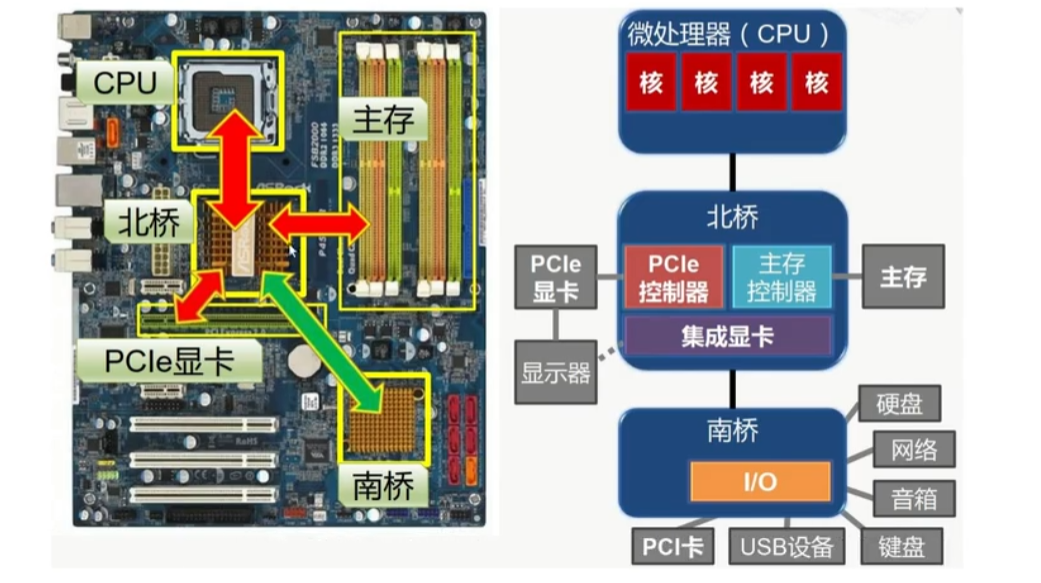 CPU
主存
北桥
PCIe显卡
南桥
微处理器（CPU）
核 核 核 核
北桥
PCIe
控制器
主存
控制器
集成显卡
PCIe
显卡
主存
显示器
南桥
I/O
硬盘
网络
音箱
PCI卡
USB设备
键盘